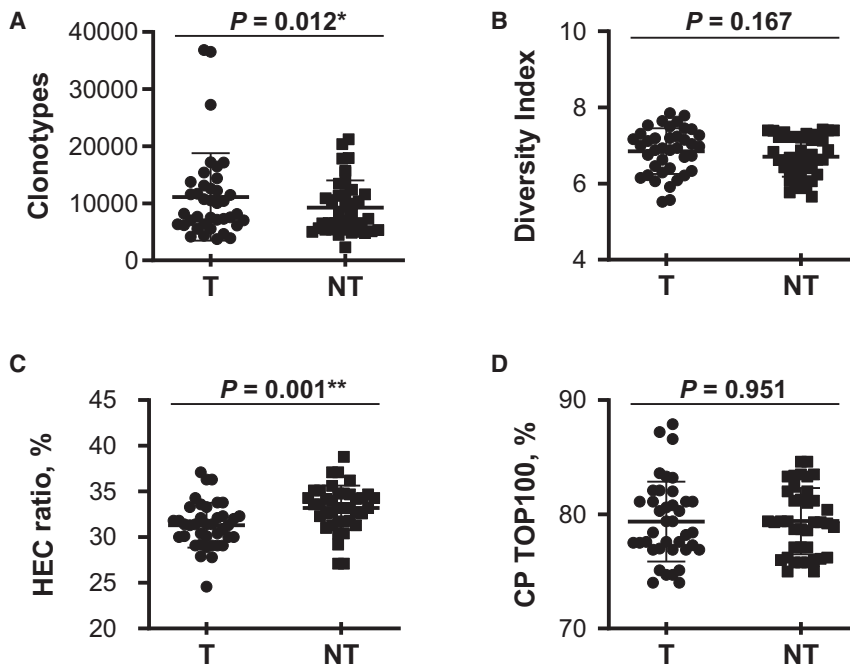 A
P = 0.012*
Clonotypes
40000
30000
20000
10000
0
T
NT
B
P = 0.167
Diversity Index
10
8
6
4
T
NT
C
P = 0.001**
HEC ratio, %
45
40
35
30
25
20
T
NT
D
P = 0.951
CP TOP100, %
90
80
70
T
NT